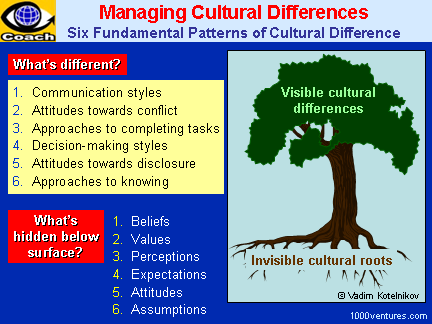 Coach
Managing Cultural Differences
Six Fundamental Patterns of Cultural Difference
What's different?
1. Communication styles
2. Attitudes towards conflict
3. Approaches to completing tasks
4. Decision-making styles
5. Attitudes towards disclosure
6. Approaches to knowing
What's
hidden below
surface?
1. Beliefs
2. Values
3. Perceptions
4. Expectations
5. Attitudes
6. Assumptions
Visible cultural
differences
Invisible cultural roots
© Vadim Kotelnikov
1000ventures.com